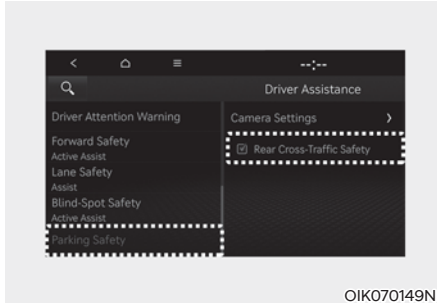 --:--
Driver Assistance
Driver Attention Warning
Forward Safety
Active Assist
Lane Safety
Assist
Blind-Spot Safety
Active Assist
Parking Safety
Camera Settings
Rear Cross-Traffic Safety
OIK070149N